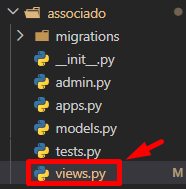 associado
migrations
__init__.py
admin.py
apps.py
models.py
tests.py
views.py M